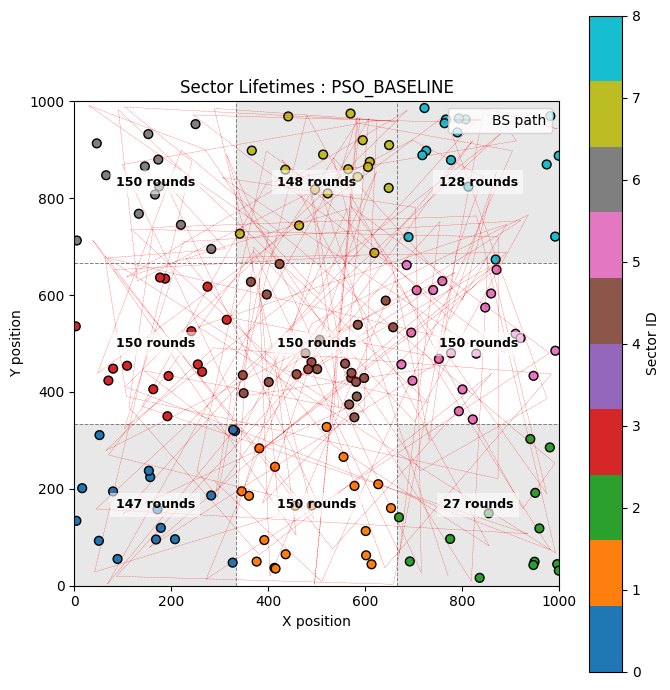 Sector Lifetimes : PSO_BASELINE
BS path
150 rounds
148 rounds
128 rounds
150 rounds
150 rounds
150 rounds
147 rounds
150 rounds
27 rounds
1000
800
600
400
200
0
Y position
0
200
400
600
800
1000
X position
8
7
6
5
4
3
2
1
0
Sector ID